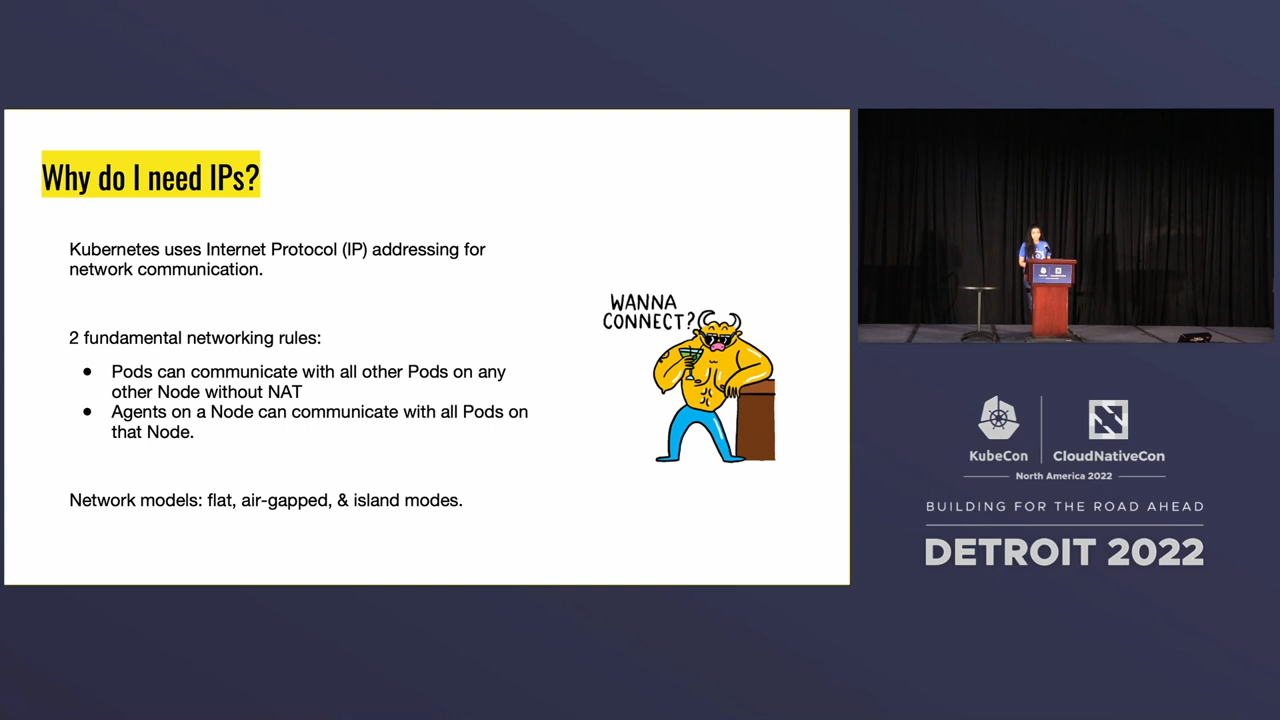 Why do I need IPs?
Kubernetes uses Internet Protocol (IP) addressing for
network communication.
2 fundamental networking rules:
● Pods can communicate with all other Pods on any
other Node without NAT
● Agents on a Node can communicate with all Pods on
that Node.
Network models: flat, air-gapped, & island modes.
WANNA
CONNECT?
KubeCon
CloudNativeCon
North America 2022
BUILDING FOR THE ROAD AHEAD
DETROIT 2022